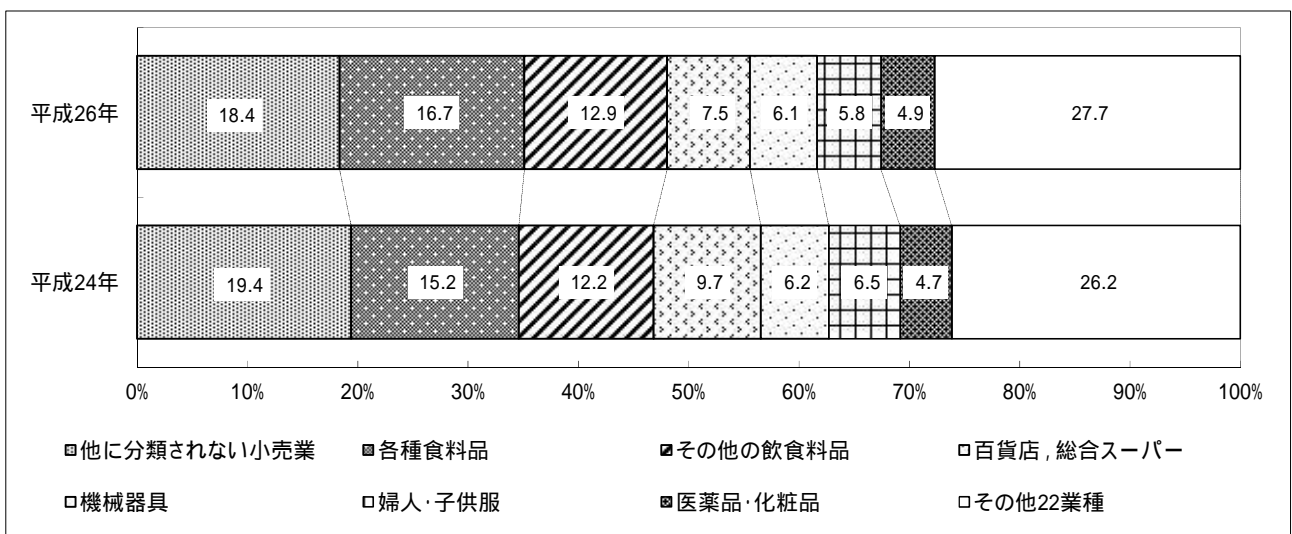 平成26年
18.4 16.7 12.9 7.5 6.1 5.8 4.9 27.7
平成24年
19.4 15.2 12.2 9.7 6.2 6.5 4.7 26.2
0% 10% 20% 30% 40% 50% 60% 70% 80% 90% 100%
他に分類されない小売業 各種食料品 その他の飲食料品 百貨店，総合スーパー
機械器具 婦人・子供服 医薬品・化粧品 その他22業種